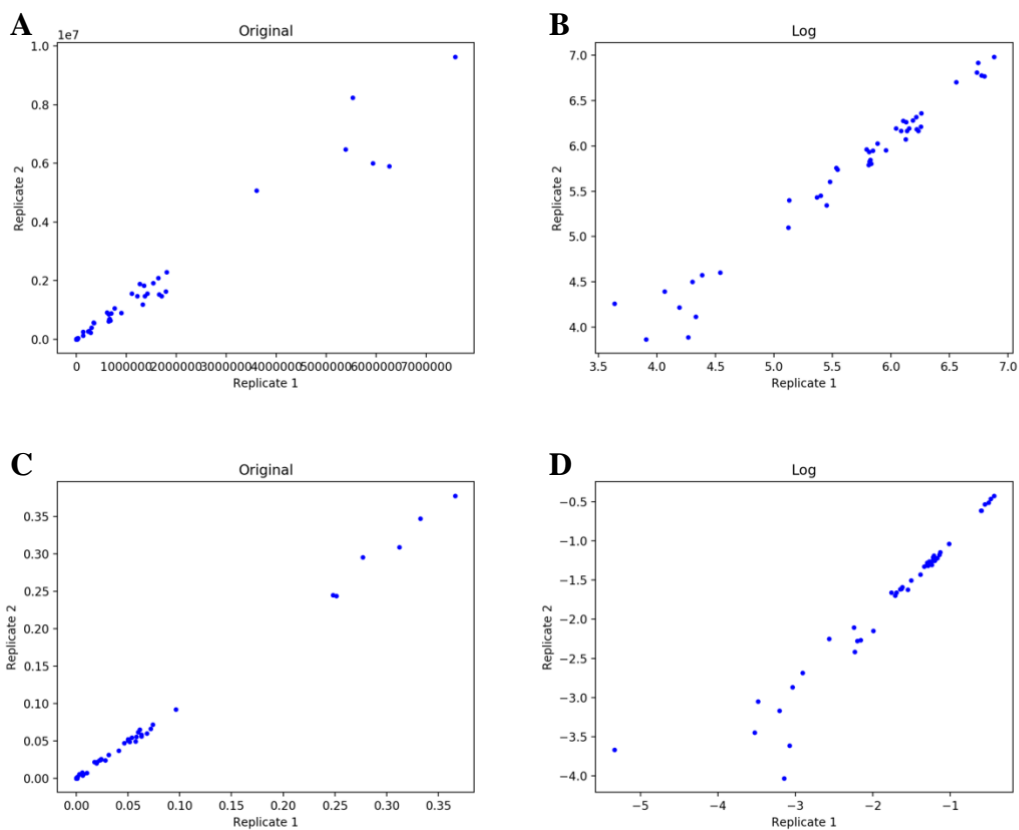 A
Original
1e7
1.0
0.8
0.6
0.4
0.2
0.0
Replicate 2
0 1000000 2000000 3000000 4000000 5000000 6000000 7000000
Replicate 1
B
Log
7.0
6.5
6.0
5.5
5.0
4.5
4.0
Replicate 2
3.5 4.0 4.5 5.0 5.5 6.0 6.5 7.0
Replicate 1
C
Original
0.35
0.30
0.25
0.20
0.15
0.10
0.05
0.00
Replicate 2
0.00 0.05 0.10 0.15 0.20 0.25 0.30 0.35
Replicate 1
D
Log
−0.5
−1.0
−1.5
−2.0
−2.5
−3.0
−3.5
−4.0
Replicate 2
−5 −4 −3 −2 −1
Replicate 1